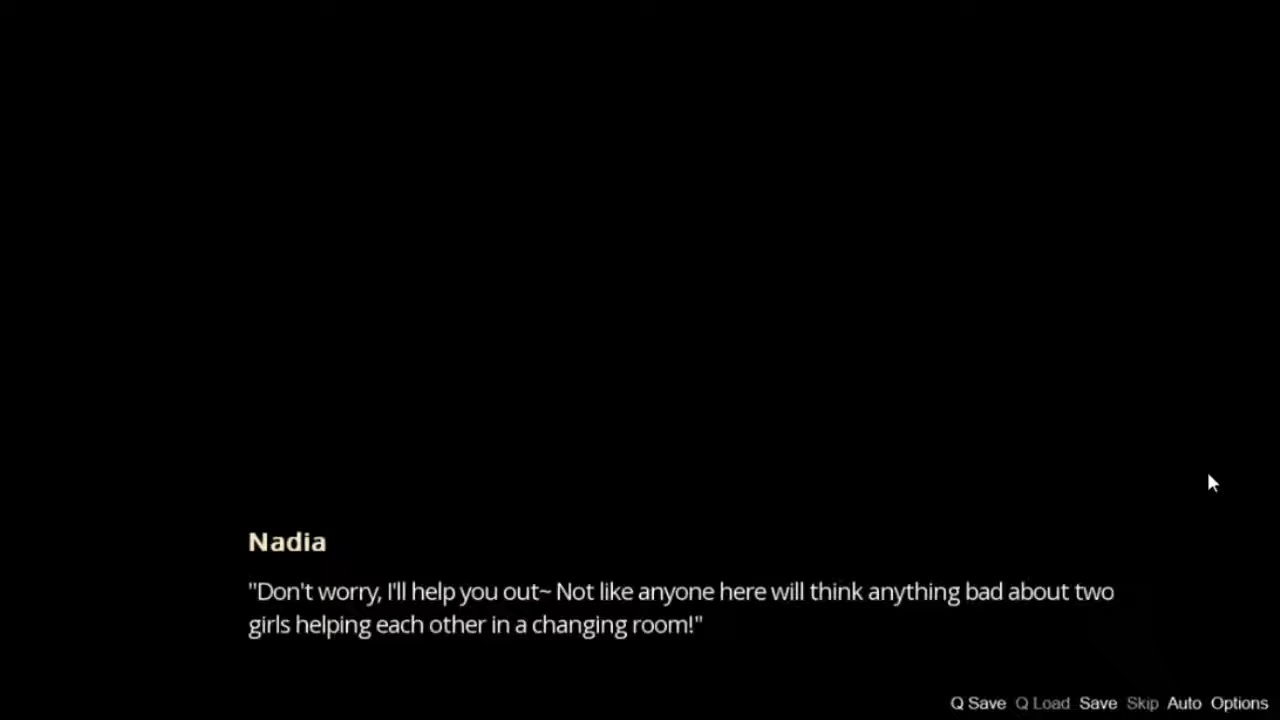 Nadia
"Don't worry, I'll help you out~ Not like anyone here will think anything bad about two
girls helping each other in a changing room!"
Q Save Q Load Save Skip Auto Options